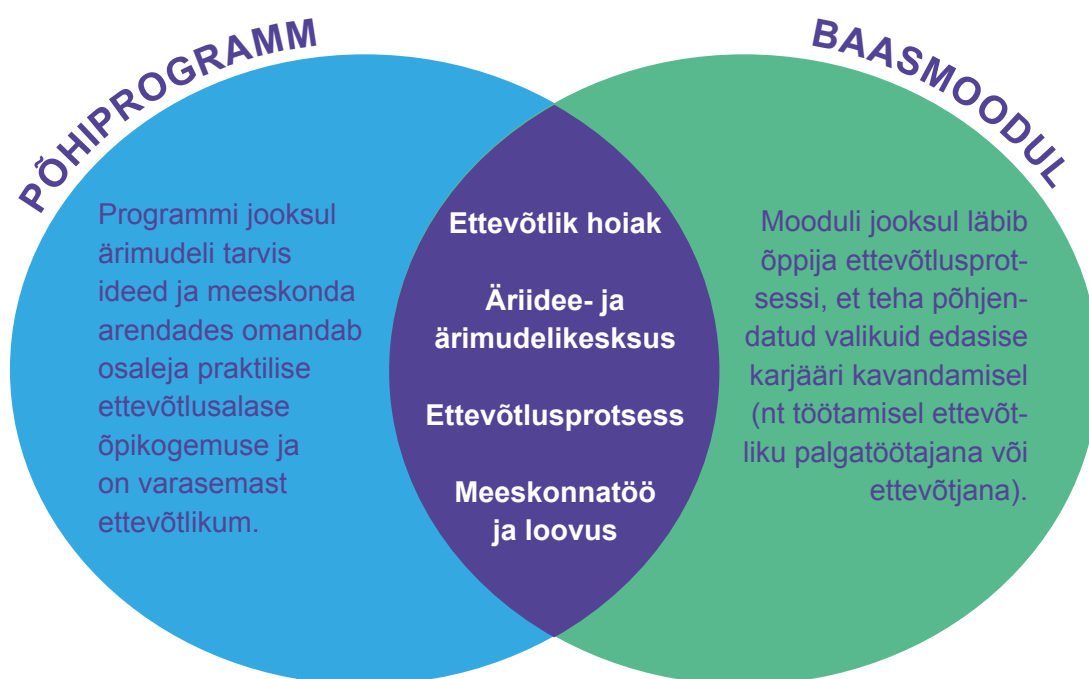 PÕHIPROGRAMM
Programmi jooksul
ärimudeli tarvis
ideed ja meeskonda
arendades omandab
osaleja praktilise
ettevõtlusalase
õpikogemuse ja
on varasemast
ettevõtlikum.
Ettevõtlik hoiak
Äriidee- ja
ärimudelikesksus
Ettevõtlusprotsess
Meeskonnatöö
ja loovus
BAASMOODUL
Mooduli jooksul läbib
õppija ettevõtlusprot-
sessi, et teha põhjen-
datud valikuid edasise
karjääri kavandamisel
(nt töötamisel ettevõt-
liku palgatöötajana või
ettevõtjana).